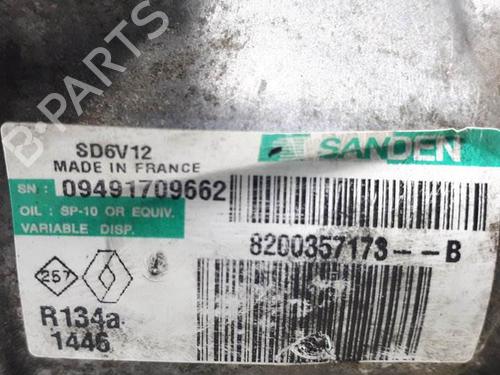 B-PARTS
SD6V12
MADE IN FRANCE
SANDEN
SN : 09491709662
OIL : SP-10 OR EQUIV.
VARIABLE DISP.
8200357173---B
257
R134a
1446